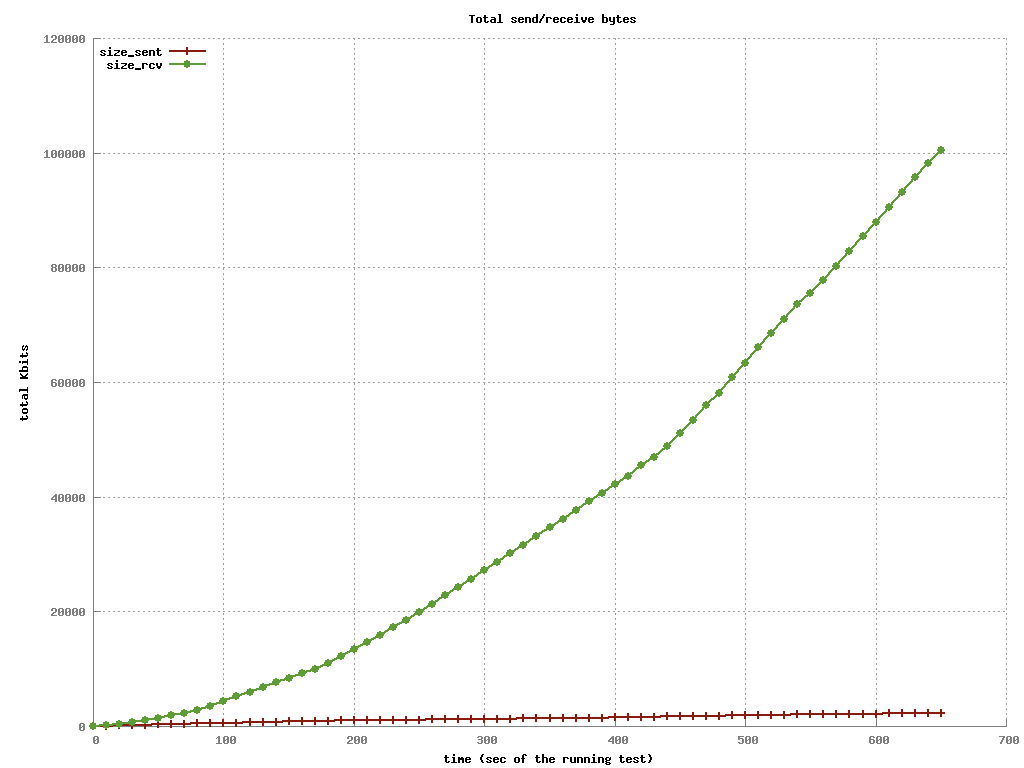 Total send/receive bytes
120000
size_sent
size_rcv
100000
80000
60000
total Kbits
40000
20000
0
0 100 200 300 400 500 600 700
time (sec of the running test)